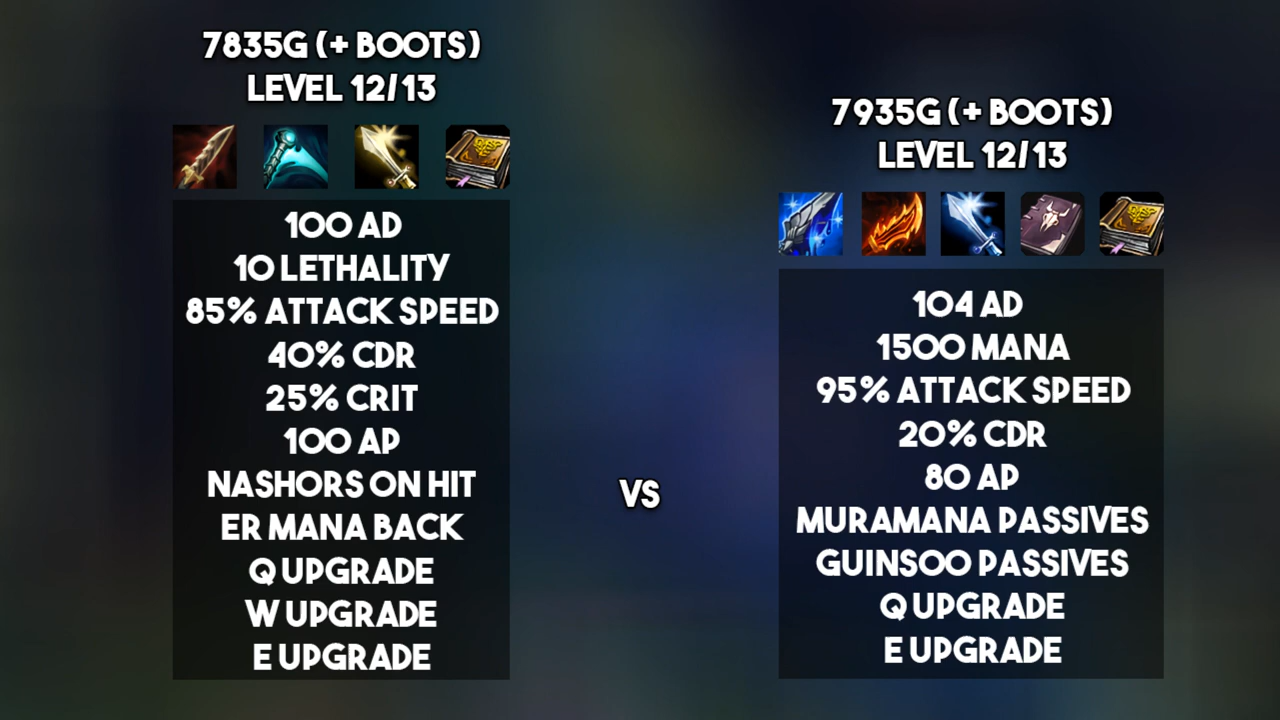 7835G (+ BOOTS)
LEVEL 12/13
100 AD
10 LETHALITY
85% ATTACK SPEED
40% CDR
25% CRIT
100 AP
NASHORS ON HIT
ER MANA BACK
Q UPGRADE
W UPGRADE
E UPGRADE
VS
7935G (+ BOOTS)
LEVEL 12/13
104 AD
1500 MANA
95% ATTACK SPEED
20% CDR
80 AP
MURAMANA PASSIVES
GUINSOO PASSIVES
Q UPGRADE
E UPGRADE